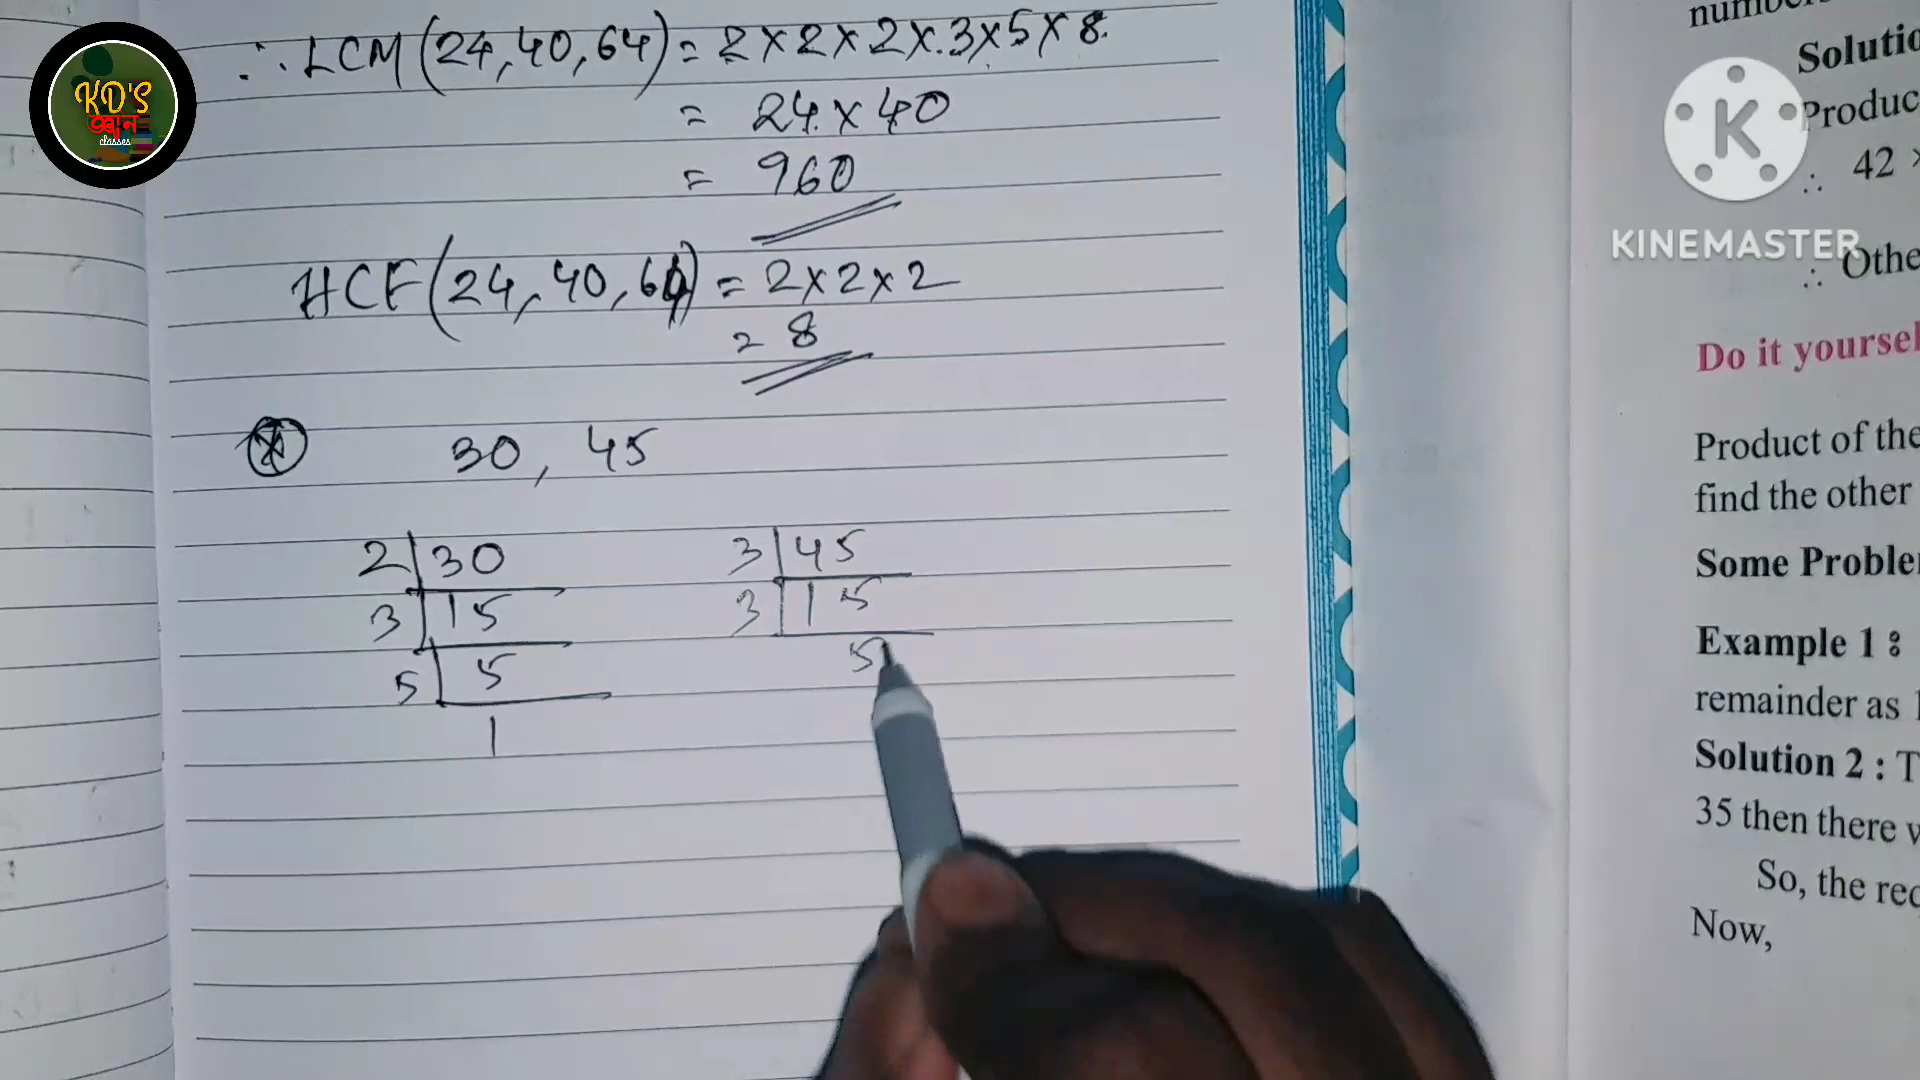 ∴ LCM (24, 40, 64) = 2 × 2 × 2 × 3 × 5 × 8
= 24 × 40
= 960
HCF (24, 40, 64) = 2 × 2 × 2
= 8
30, 45
2 30
3 15
5 5
1
3 45
3 15
5
KD'S
জ্ঞান
classes
K
KINEMASTER
Solutio
Produc
∴ 42 ×
∴ Othe
Do it yoursel
Product of the
find the other
Some Proble
Example 1 :
remainder as 1
Solution 2 : T
35 then there
So, the rec
Now,